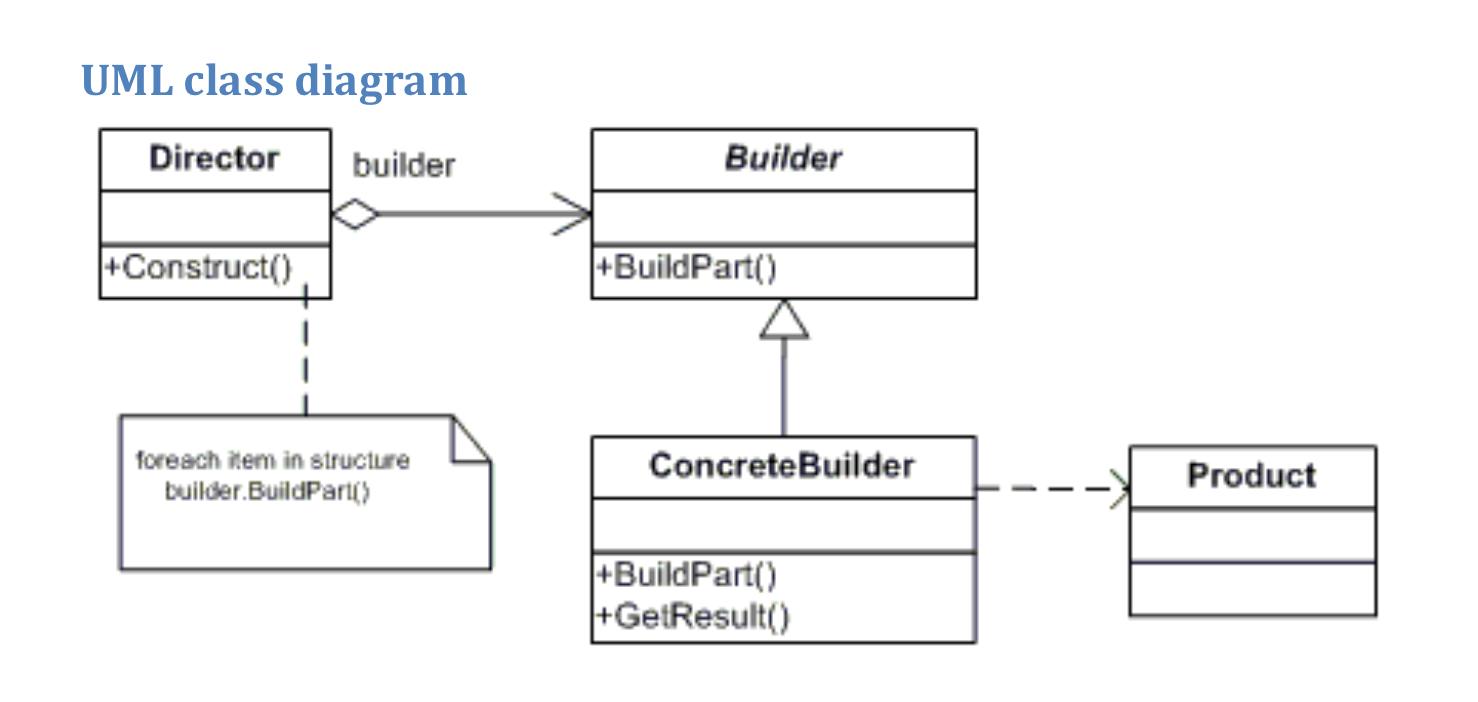 UML class diagram
Director
builder
Builder
+Construct()
+BuildPart()
foreach item in structure
builder.BuildPart()
ConcreteBuilder
Product
+BuildPart()
+GetResult()